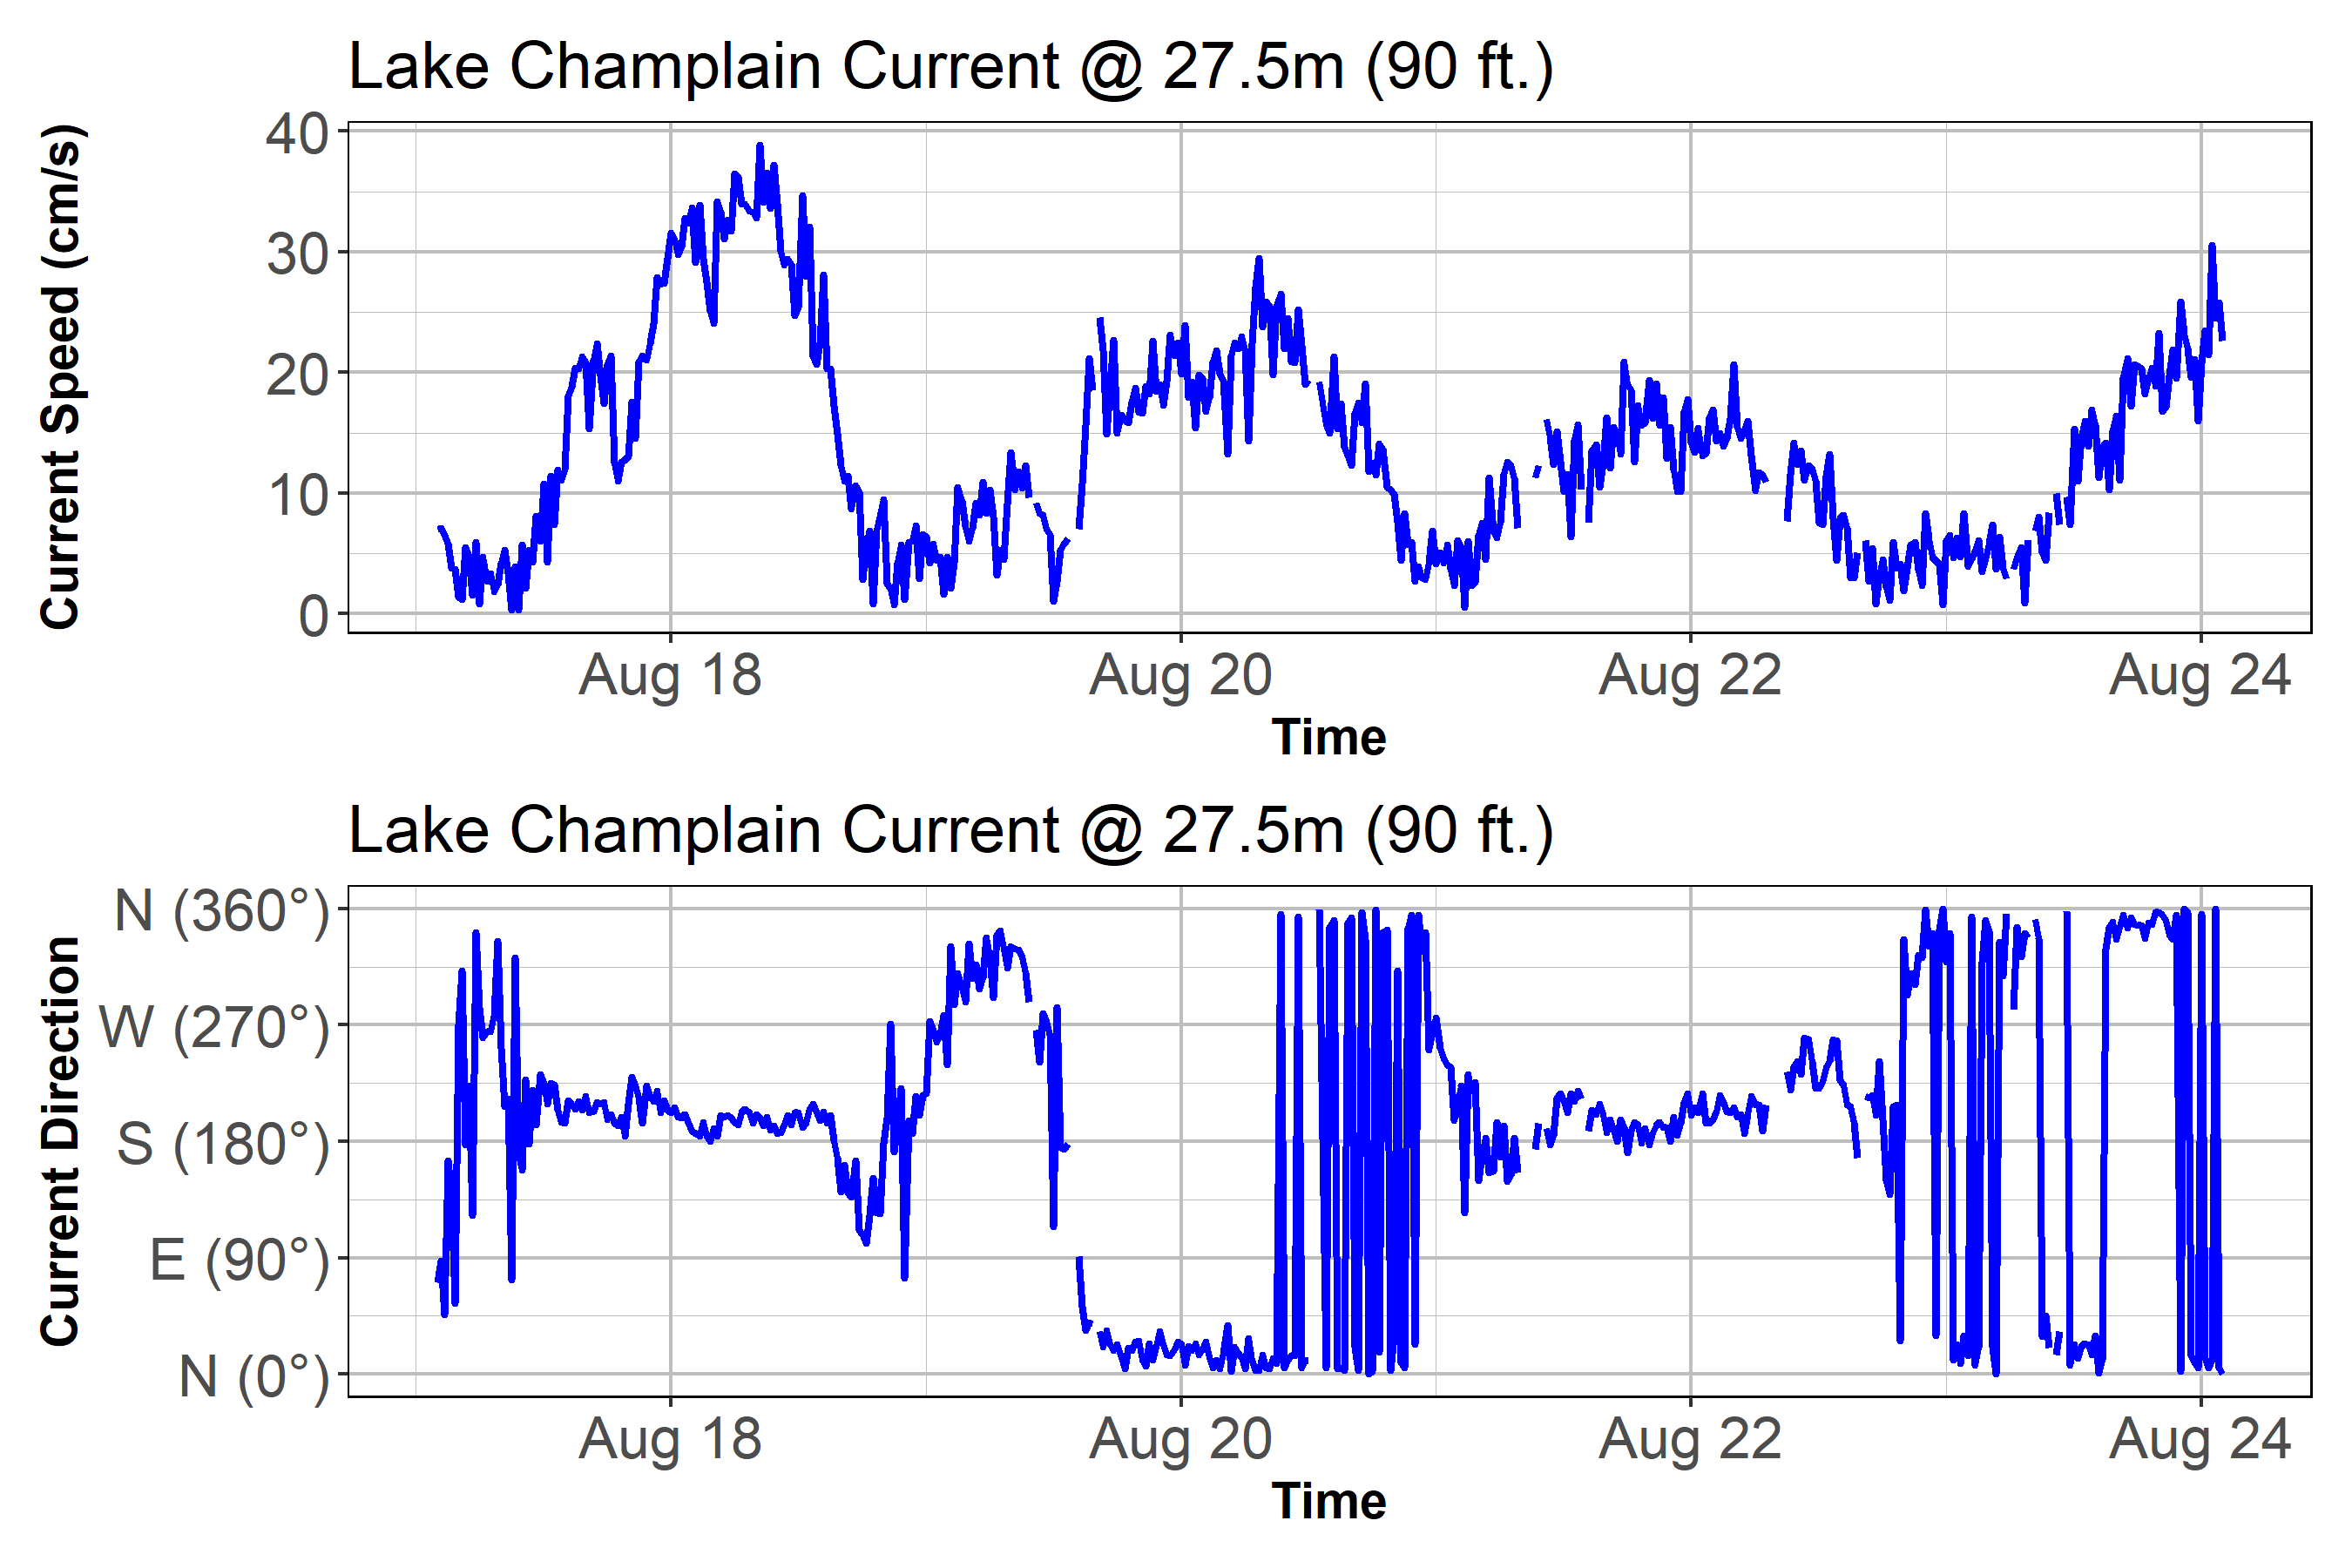 Lake Champlain Current @ 27.5m (90 ft.)
Current Speed (cm/s)
40
30
20
10
0
Aug 18 Aug 20 Aug 22 Aug 24
Time
Lake Champlain Current @ 27.5m (90 ft.)
Current Direction
N (360°)
W (270°)
S (180°)
E (90°)
N (0°)
Aug 18 Aug 20 Aug 22 Aug 24
Time